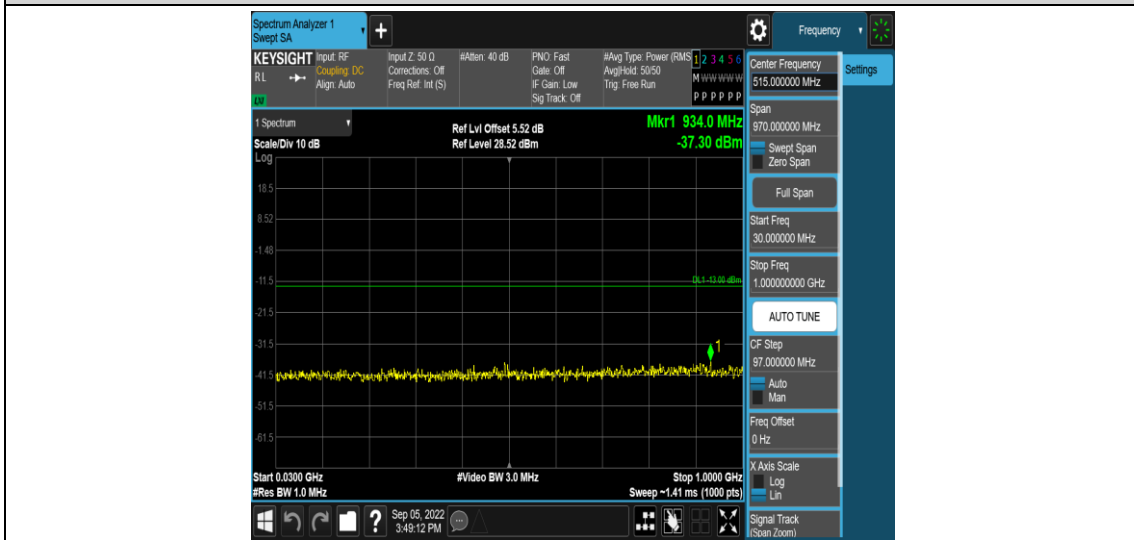 Spectrum Analyzer 1
Swept SA
+
Frequency
KEYSIGHT Input: RF
RL
Coupling: DC
Align: Auto
LXI
Input Z: 50 Ω
Corrections: Off
Freq Ref: Int (S)
#Atten: 40 dB
PNO: Fast
Gate: Off
IF Gain: Low
Sig Track: Off
#Avg Type: Power (RMS
Avg|Hold: 50/50
Trig: Free Run
1 2 3 4 5 6
M W W W W W
P P P P P P
Center Frequency
515.000000 MHz
Settings
1 Spectrum
Scale/Div 10 dB
Ref Lvl Offset 5.52 dB
Ref Level 28.52 dBm
Mkr1 934.0 MHz
-37.30 dBm
Log
18.5
8.52
-1.48
-11.5
DL1 -13.00 dBm
-21.5
-31.5
1
-41.5
-51.5
-61.5
Start 0.0300 GHz
#Res BW 1.0 MHz
#Video BW 3.0 MHz
Stop 1.0000 GHz
Sweep ~1.41 ms (1000 pts)
Span
970.000000 MHz
Swept Span
Zero Span
Full Span
Start Freq
30.000000 MHz
Stop Freq
1.000000000 GHz
AUTO TUNE
CF Step
97.000000 MHz
Auto
Man
Freq Offset
0 Hz
X Axis Scale
Log
Lin
Signal Track
(Span Zoom)
?
Sep 05, 2022
3:49:12 PM